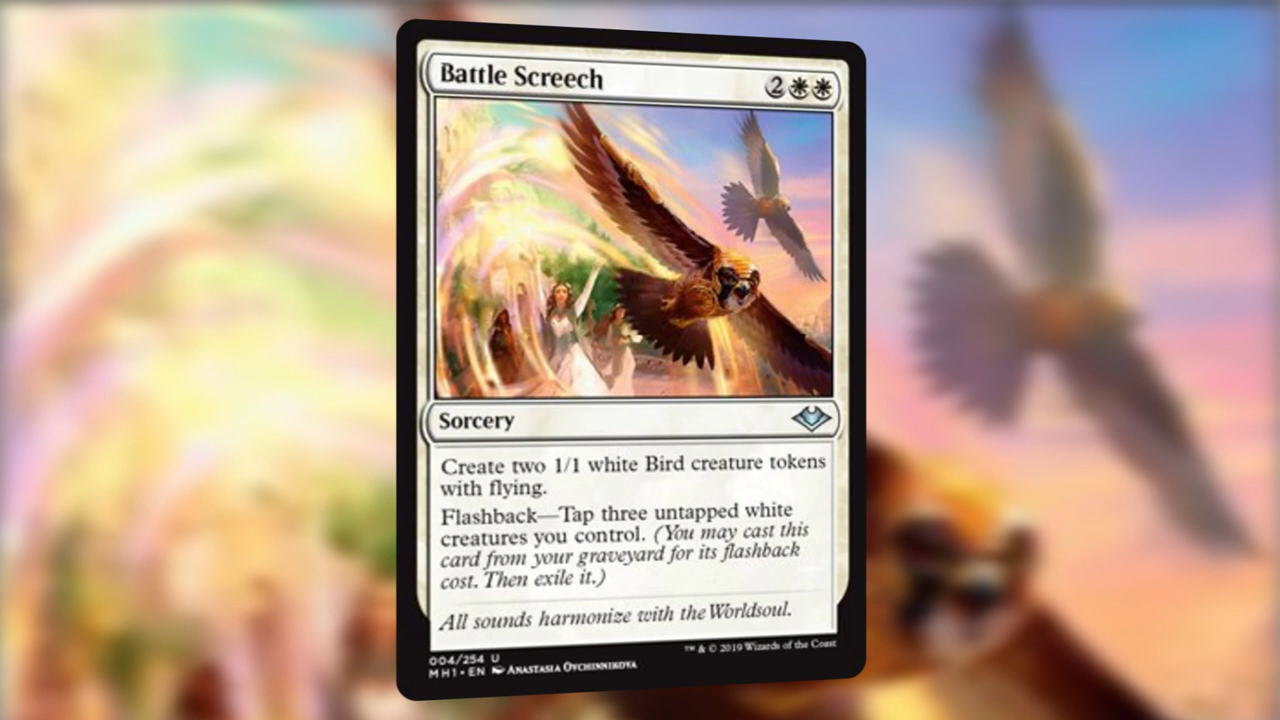 Battle Screech 2
Sorcery
Create two 1/1 white Bird creature tokens
with flying.
Flashback—Tap three untapped white
creatures you control. (You may cast this
card from your graveyard for its flashback
cost. Then exile it.)
All sounds harmonize with the Worldsoul.
004/254 U
MH1 • EN Anastasia Ovchinnikova
™ & © 2019 Wizards of the Coast